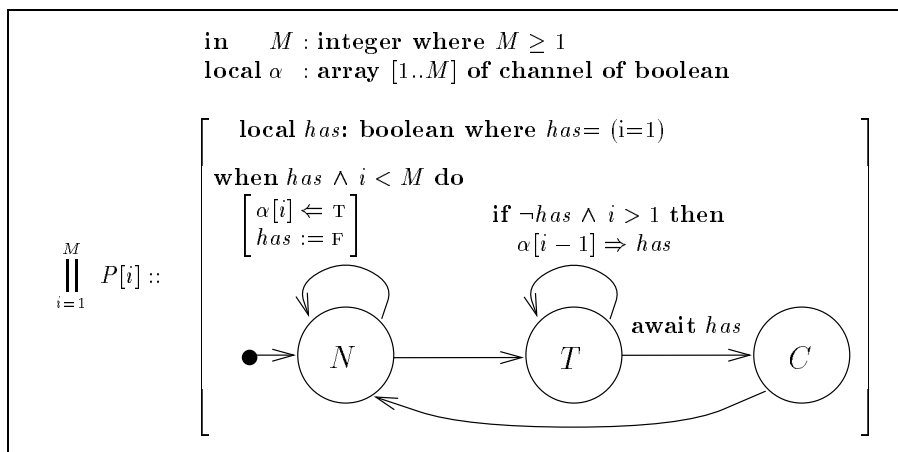 in M : integer where M ≥ 1
local α : array [1..M] of channel of boolean
local has: boolean where has= (i=1)
when has ∧ i < M do
α[i] ⇐ T
has := F
if ¬has ∧ i > 1 then
α[i − 1] ⇒ has
M
|| P[i] ::
i=1
await has
N
T
C